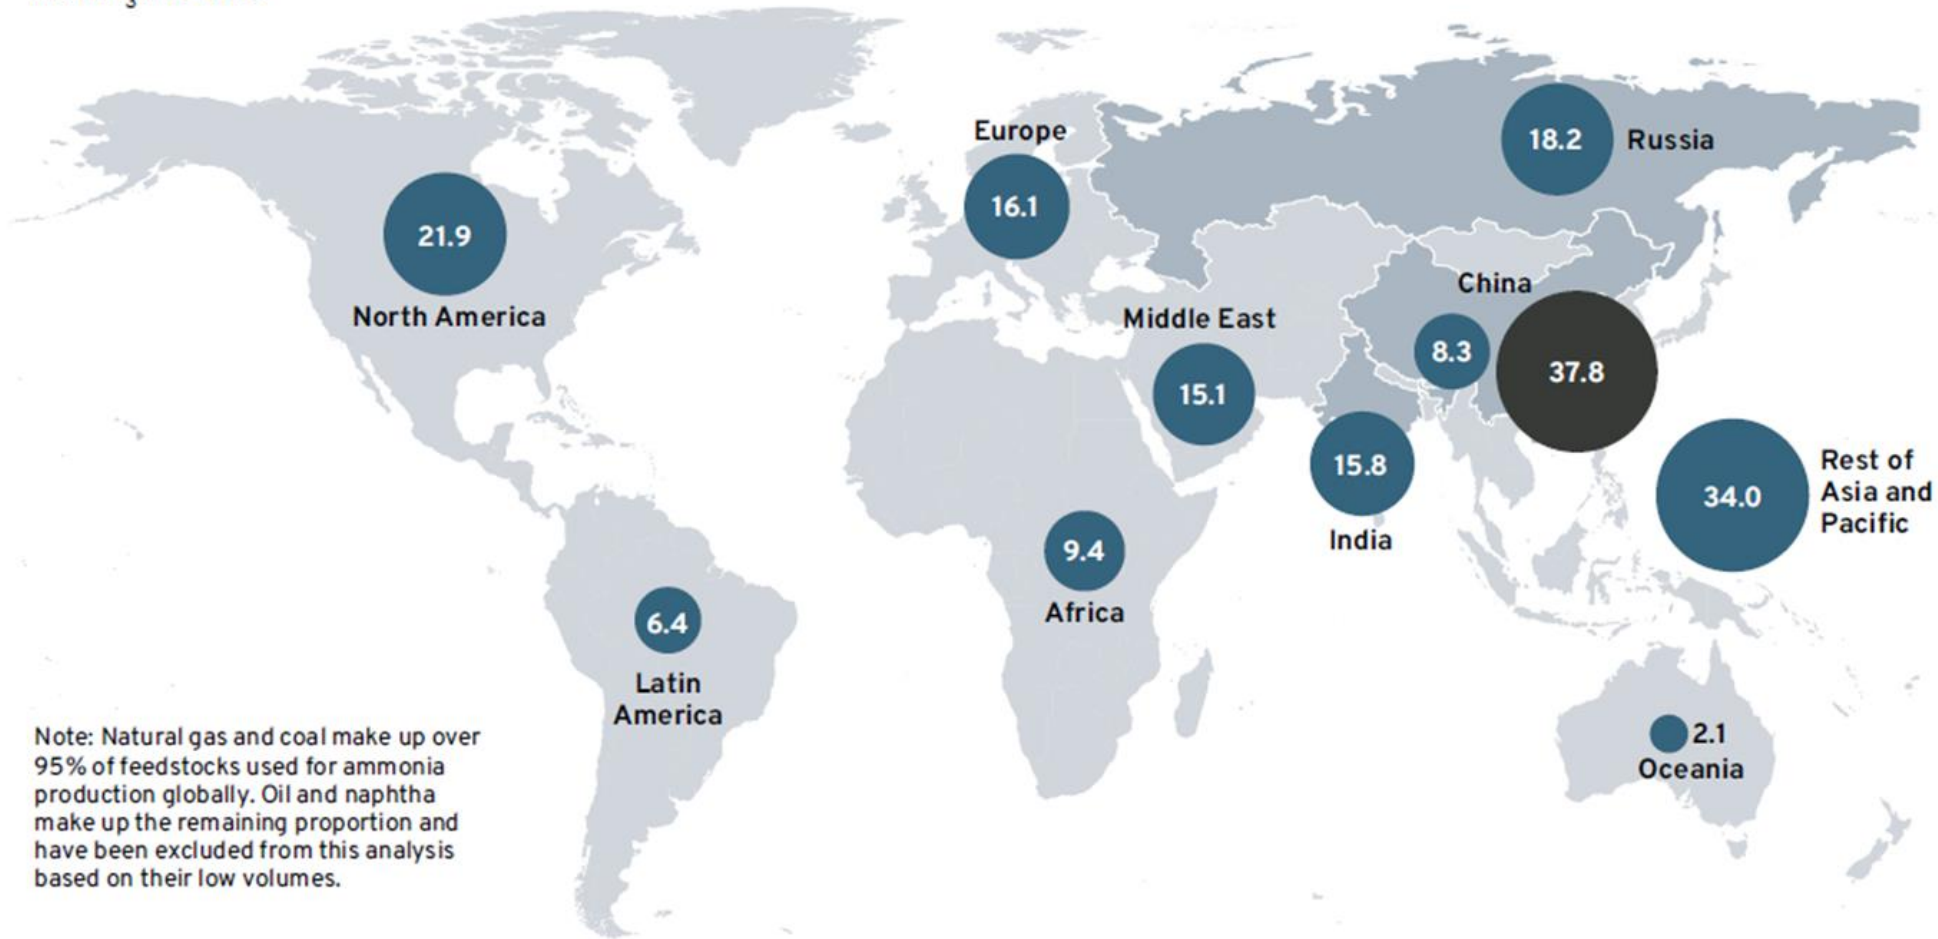 Europe
18.2
Russia
16.1
21.9
North America
China
Middle East
8.3
37.8
15.1
15.8
India
34.0
Rest of
Asia and
Pacific
9.4
Africa
6.4
Latin
America
2.1
Oceania
Note: Natural gas and coal make up over
95% of feedstocks used for ammonia
production globally. Oil and naphtha
make up the remaining proportion and
have been excluded from this analysis
based on their low volumes.